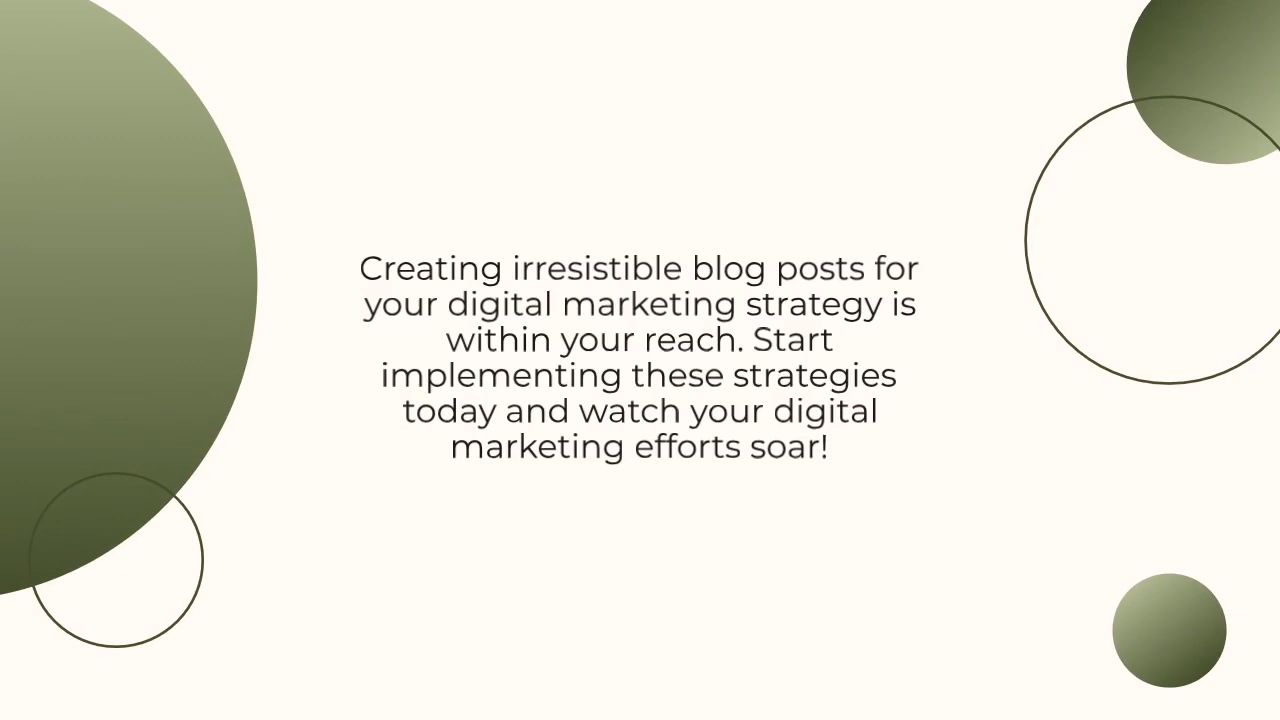 Creating irresistible blog posts for
your digital marketing strategy is
within your reach. Start
implementing these strategies
today and watch your digital
marketing efforts soar!